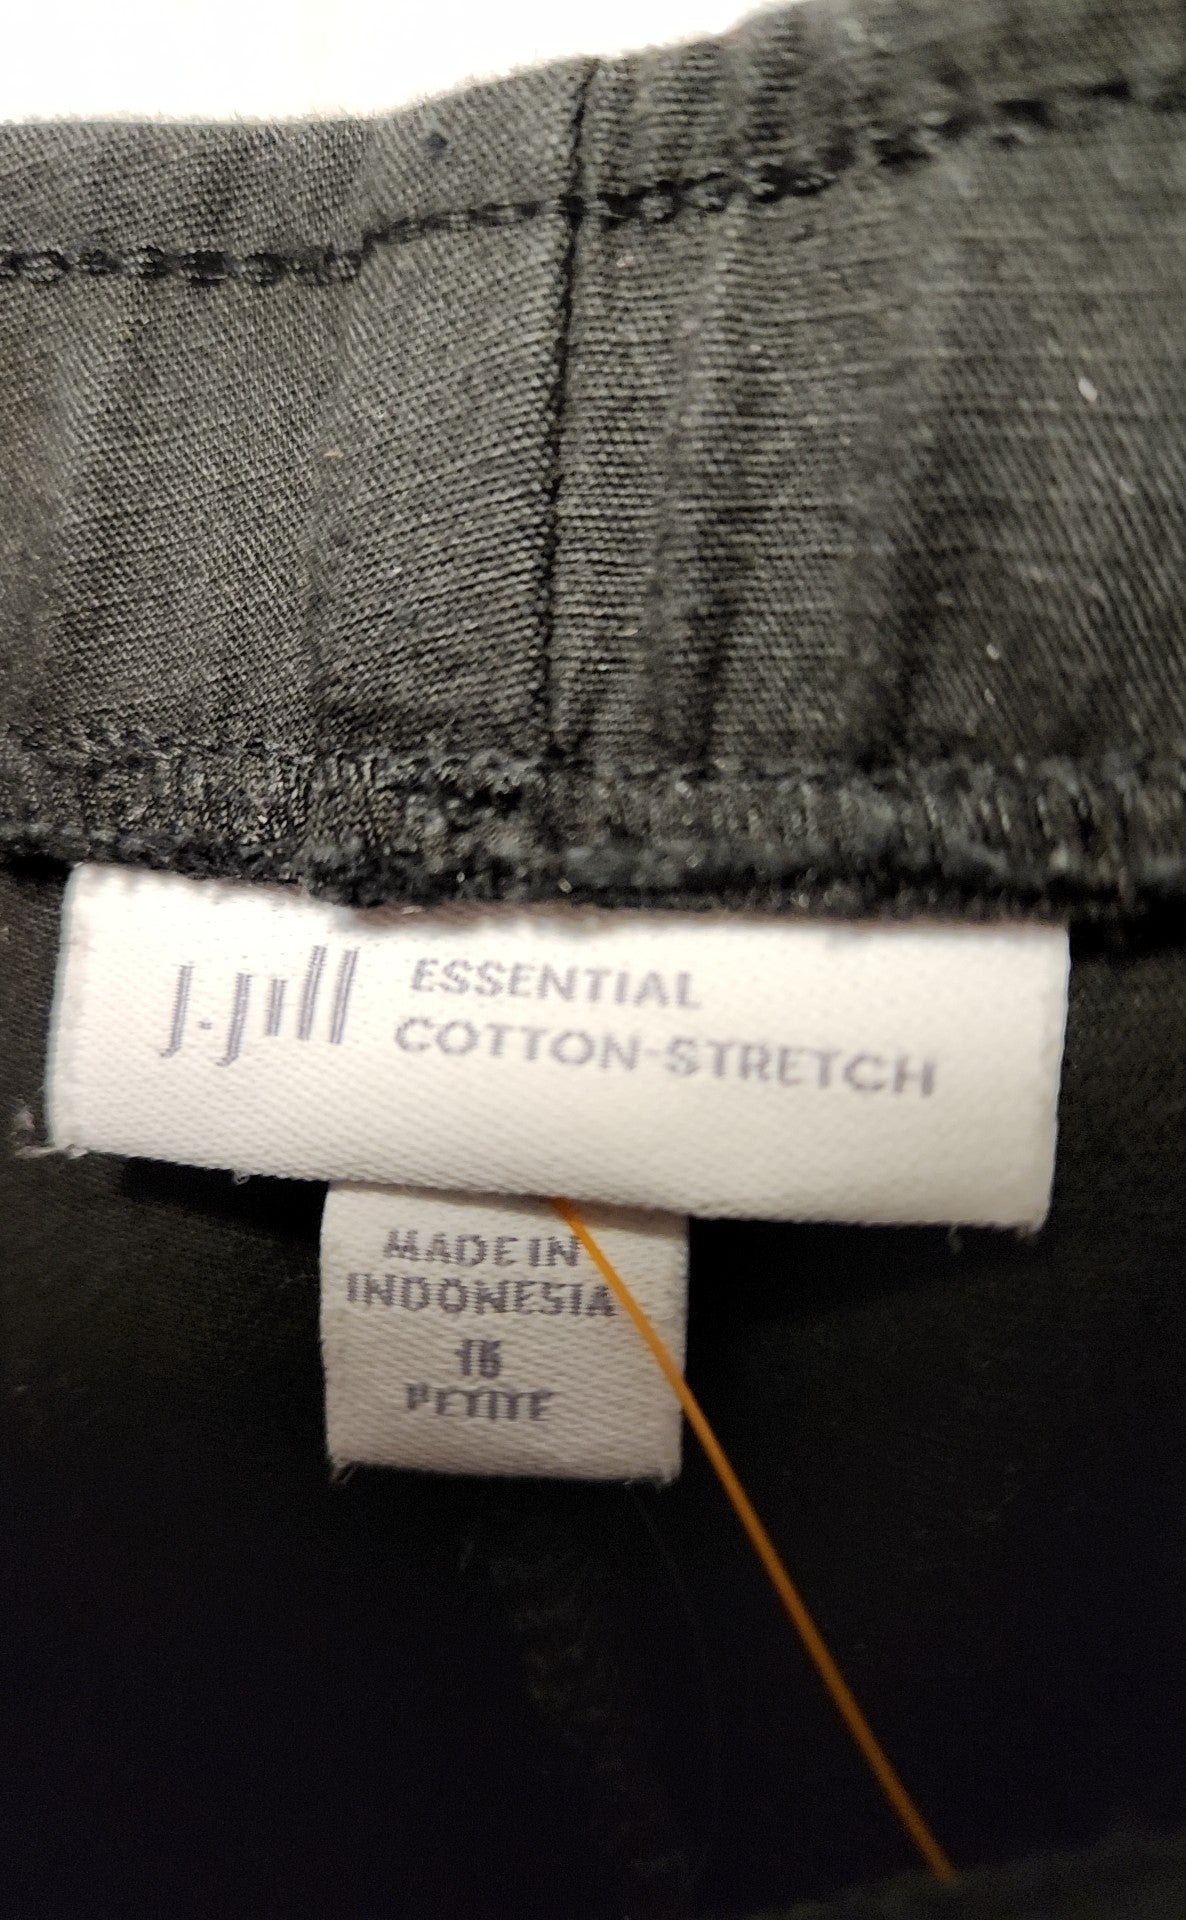 J.Jill ESSENTIAL
COTTON-STRETCH
MADE IN
INDONESIA
16
PETITE